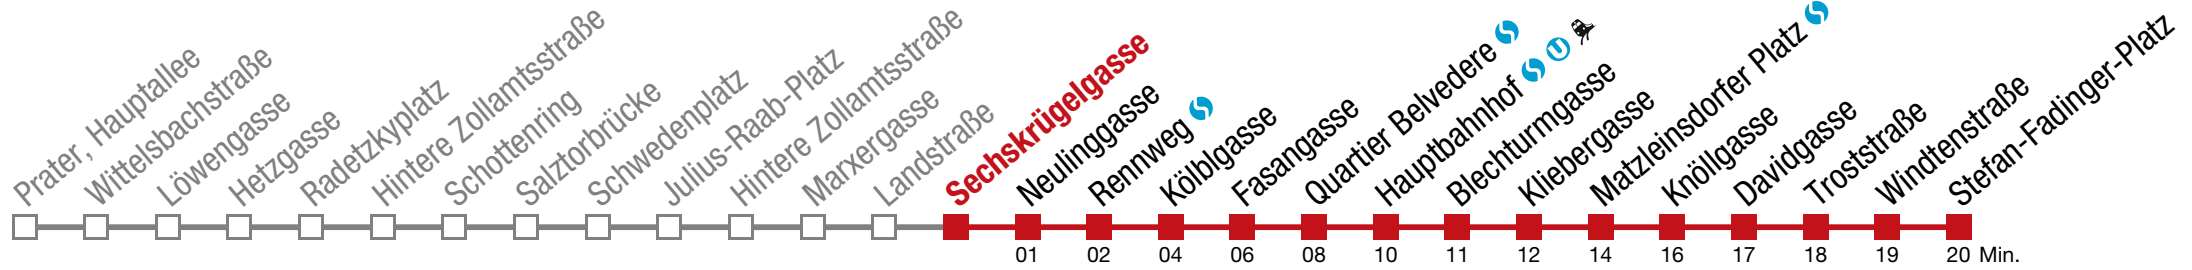 Prater, Hauptallee
Wittelsbachstraße
Löwengasse
Hetzgasse
Radetzkyplatz
Hintere Zollamtsstraße
Schottenring
Salztorbrücke
Schwedenplatz
Julius-Raab-Platz
Hintere Zollamtsstraße
Marxergasse
Landstraße
Sechskrügelgasse
Neulinggasse
Rennweg S
Kölblgasse
Fasangasse
Quartier Belvedere S
Hauptbahnhof S U
Blechturmgasse
Kliebergasse
Matzleinsdorfer Platz S
Knöllgasse
Davidgasse
Troststraße
Windtenstraße
Stefan-Fadinger-Platz
01 02 04 06 08 10 11 12 14 16 17 18 19 20 Min.